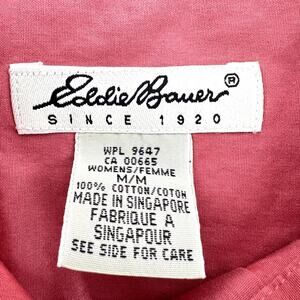 Eddie Bauer®
SINCE 1920
WPL 9647
CA 00665
WOMENS/FEMME
M/M
100% COTTON/COTON
MADE IN SINGAPORE
FABRIQUE A
SINGAPOUR
SEE SIDE FOR CARE